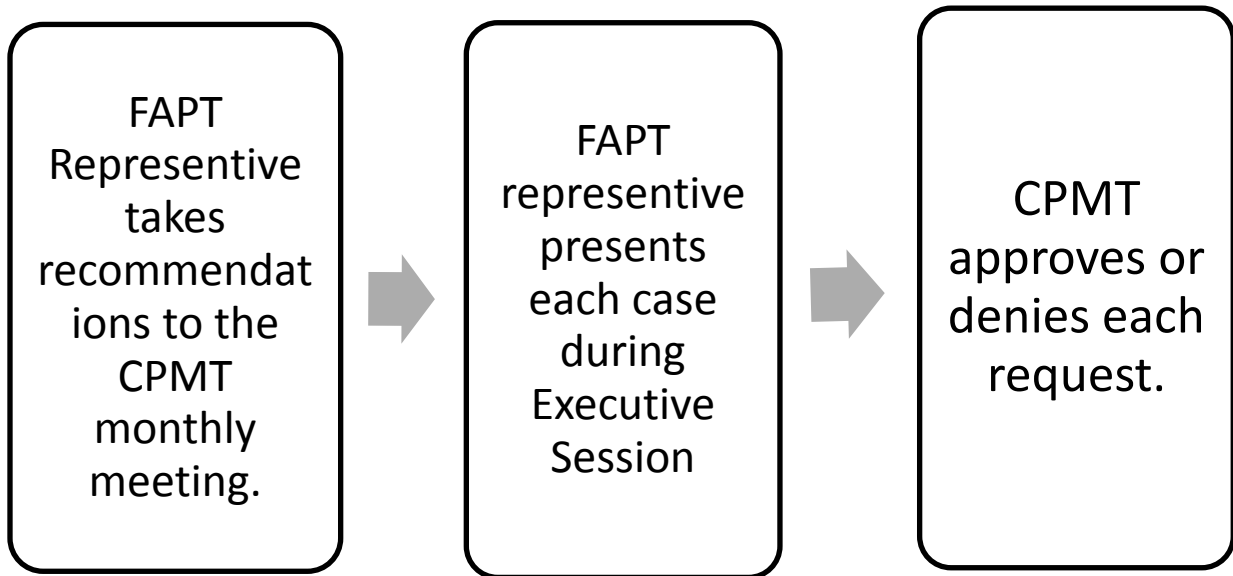 FAPT
Representive
takes
recommendat
ions to the
CPMT
monthly
meeting.
FAPT
representive
presents
each case
during
Executive
Session
CPMT
approves or
denies each
request.